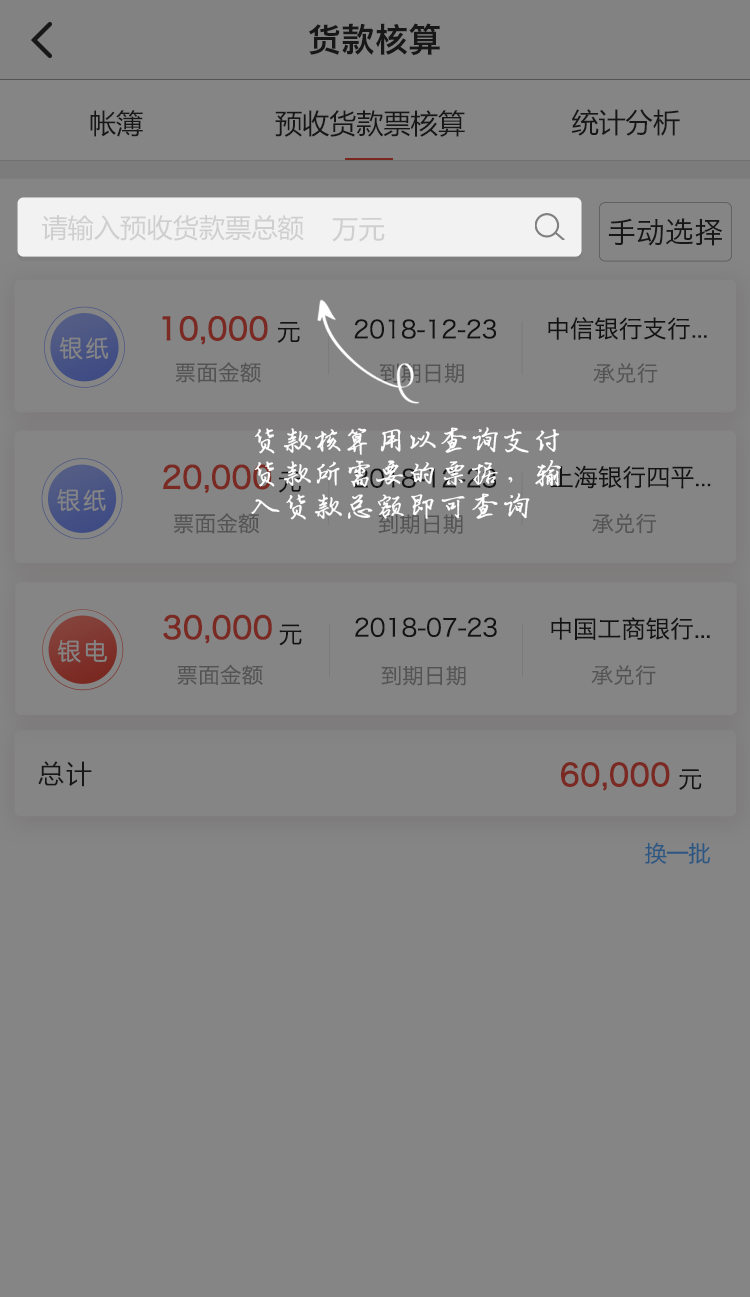 货款核算
帐簿 预收货款票核算 统计分析
请输入预收货款票总额 万元 手动选择
银纸 10,000 元 2018-12-23 中信银行支行...
票面金额 到期日期 承兑行
货款核算用以查询支付
货款所需要的票据，输
入货款总额即可查询
银纸 20,000 元 2018-12-23 上海银行四平...
票面金额 到期日期 承兑行
银电 30,000 元 2018-07-23 中国工商银行...
票面金额 到期日期 承兑行
总计 60,000 元
换一批